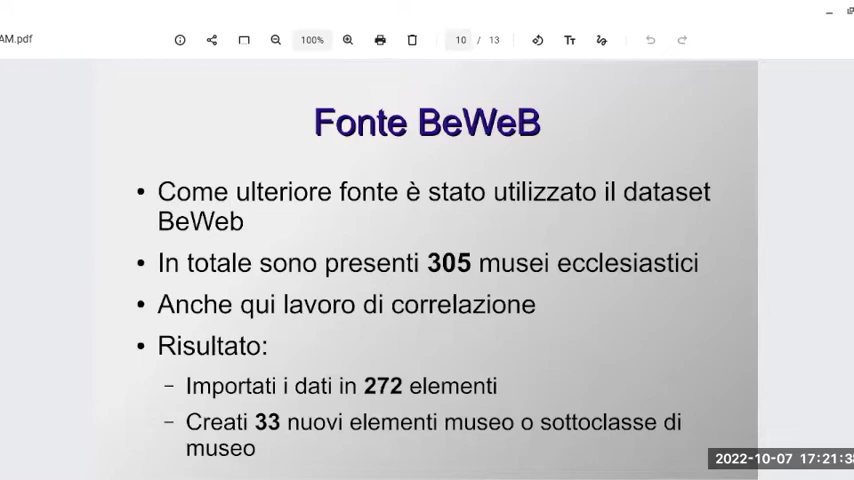 AM.pdf
100%
10 / 13
Fonte BeWeB
• Come ulteriore fonte è stato utilizzato il dataset
BeWeb
• In totale sono presenti 305 musei ecclesiastici
• Anche qui lavoro di correlazione
• Risultato:
– Importati i dati in 272 elementi
– Creati 33 nuovi elementi museo o sottoclasse di
museo
2022-10-07 17:21:3